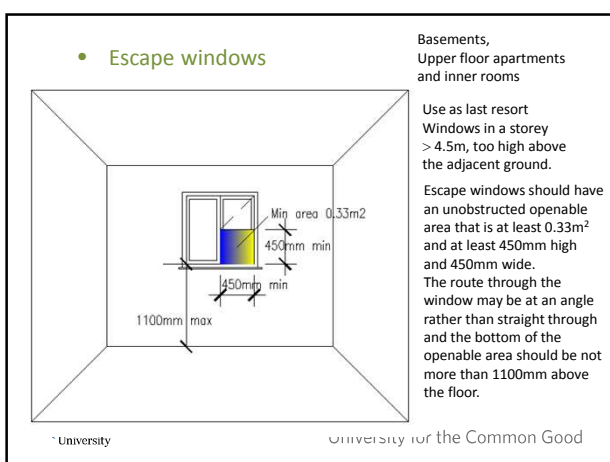 • Escape windows
Min area 0.33m2
450mm min
450mm min
1100mm max
Basements,
Upper floor apartments
and inner rooms
Use as last resort
Windows in a storey
> 4.5m, too high above
the adjacent ground.
Escape windows should have
an unobstructed openable
area that is at least 0.33m²
and at least 450mm high
and 450mm wide.
The route through the
window may be at an angle
rather than straight through
and the bottom of the
openable area should be not
more than 1100mm above
the floor.
University
University for the Common Good